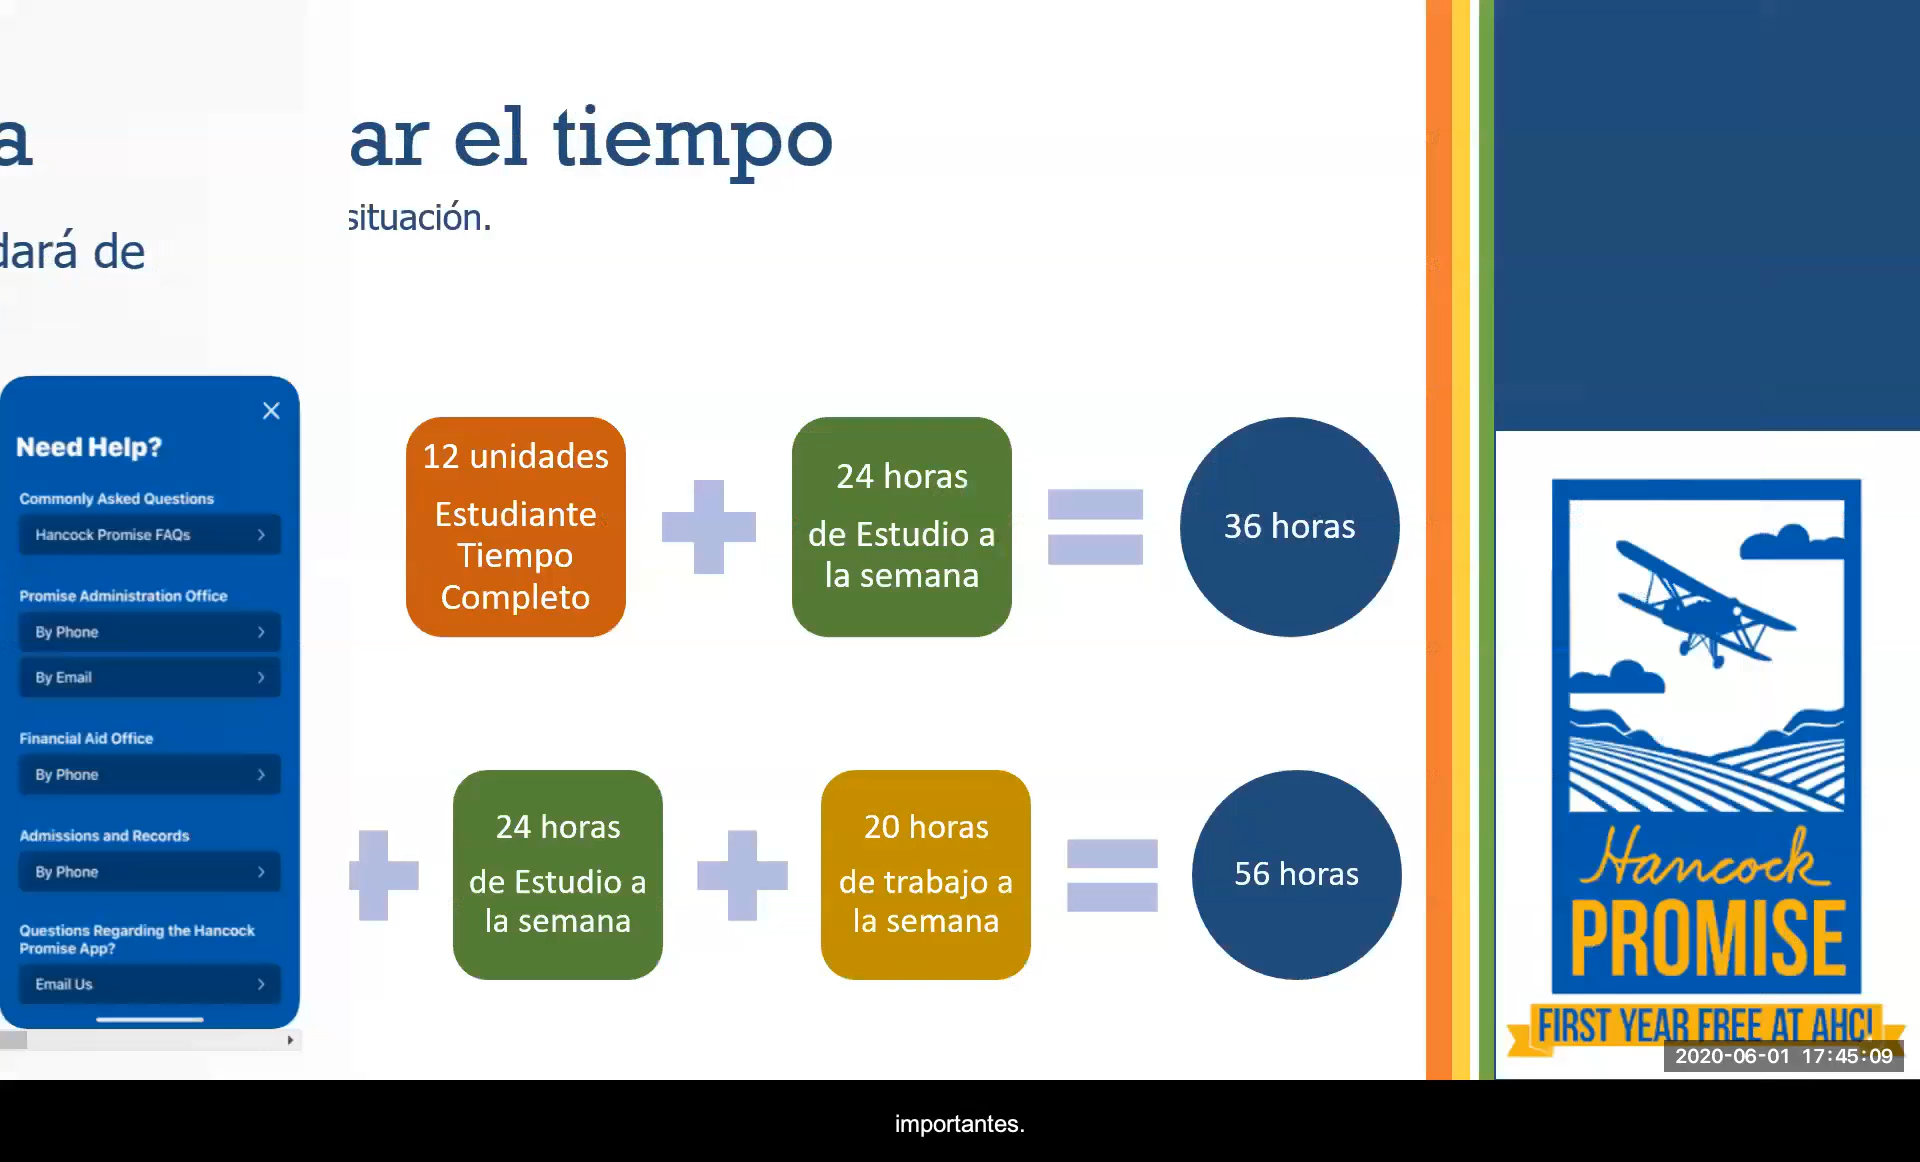 a
ar el tiempo
situación.
dará de
Need Help?
Commonly Asked Questions
Hancock Promise FAQs
Promise Administration Office
By Phone
By Email
Financial Aid Office
By Phone
Admissions and Records
By Phone
Questions Regarding the Hancock
Promise App?
Email Us
12 unidades
Estudiante
Tiempo
Completo
24 horas
de Estudio a
la semana
36 horas
24 horas
de Estudio a
la semana
20 horas
de trabajo a
la semana
56 horas
Hancock
PROMISE
FIRST YEAR FREE AT AHC!
2020-06-01 17:45:09
importantes.